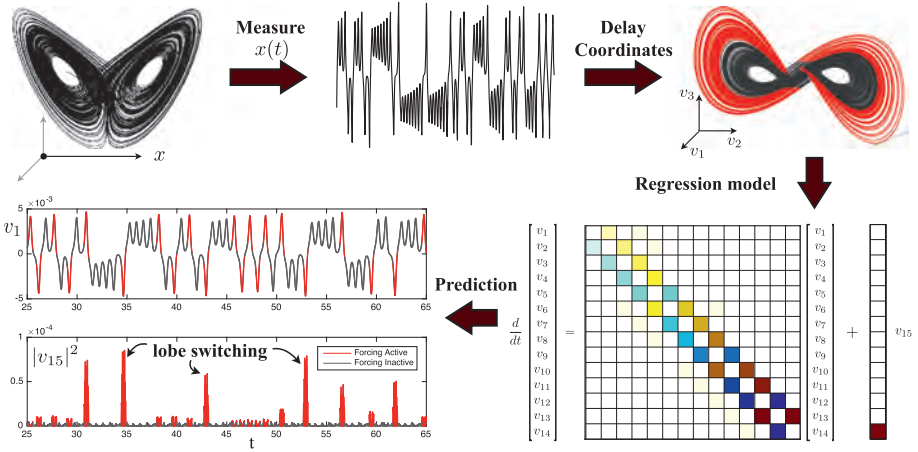 Measure
x(t)
Delay
Coordinates
x
v3
v2
v1
Regression model
×10^-3
5
v1
0
-5
25 30 35 40 45 50 55 60 65
Prediction
×10^-4
1
|v15|^2
lobe switching
Forcing Active
Forcing Inactive
0.5
0
25 30 35 40 45 50 55 60 65
t
d
dt
v1
v2
v3
v4
v5
v6
v7
v8
v9
v10
v11
v12
v13
v14
=
v1
v2
v3
v4
v5
v6
v7
v8
v9
v10
v11
v12
v13
v14
+
v15